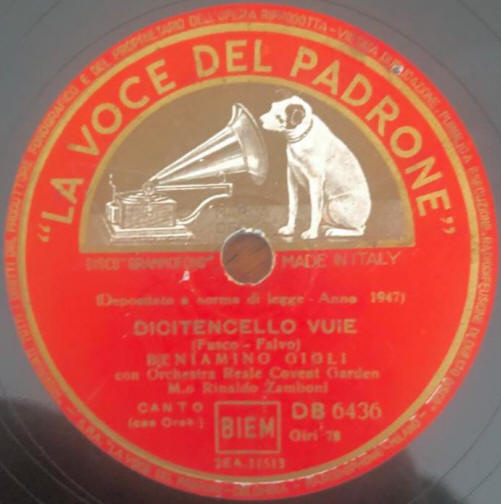 "LA VOCE DEL PADRONE"
DISCO "GRAMMOFONO" MADE IN ITALY
(Depositato a norma di legge - Anno 1947)
DICITENCELLO VUIE
(Fusco - Falvo)
BENIAMINO GIGLI
con Orchestra Reale Covent Garden
M.o Rinaldo Zamboni
CANTO
(con Orch.)
BIEM
DB 6436
Giri 78
2EA.11513